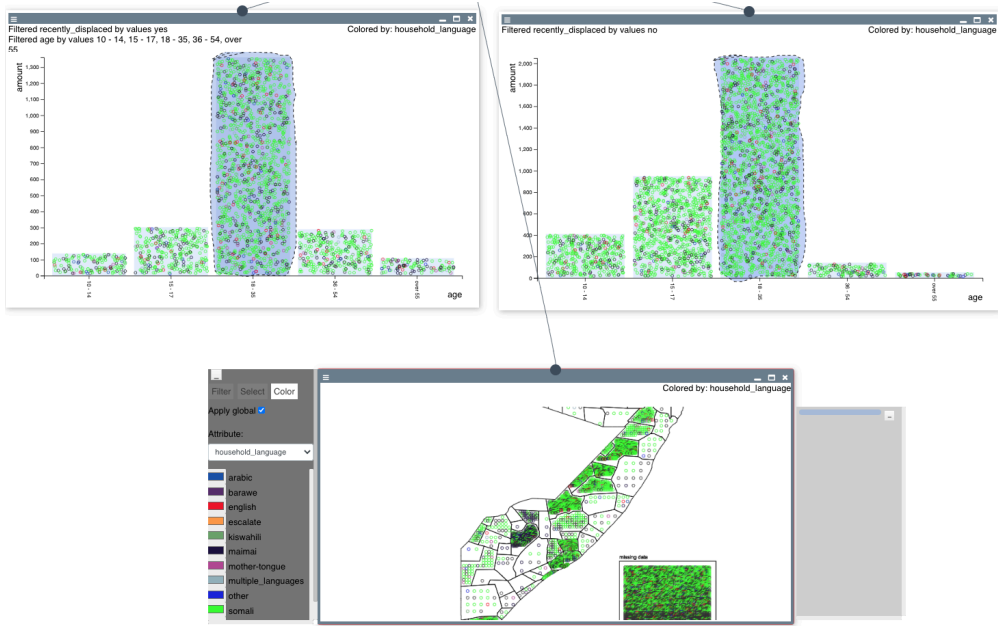 Filtered recently_displaced by values yes
Colored by: household_language
Filtered age by values 10 - 14, 15 - 17, 18 - 35, 36 - 54, over
55
amount
1,300
1,200
1,100
1,000
900
800
700
600
500
400
300
200
100
0
10 - 14
15 - 17
18 - 35
36 - 54
over 55
age
Filtered recently_displaced by values no
Colored by: household_language
amount
2,000
1,800
1,600
1,400
1,200
1,000
800
600
400
200
0
10 - 14
15 - 17
18 - 35
36 - 54
over 55
age
Filter Select Color
Apply global
Attribute:
household_language
arabic
barawe
english
escalate
kiswahili
maimai
mother-tongue
multiple_languages
other
somali
Colored by: household_language
missing data